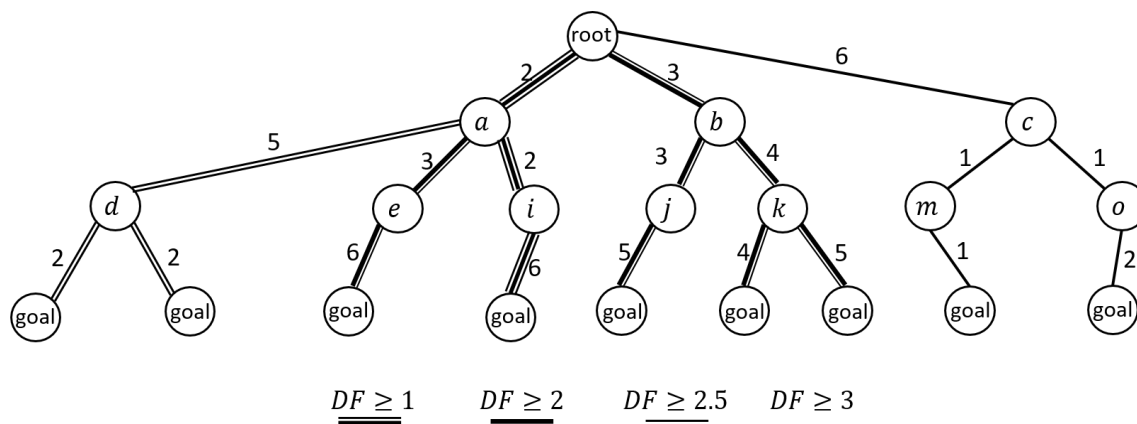 root
2 3 6
a b c
5 3 2 3 4 1 1
d e i j k m o
2 2 6 6 5 4 5 1 2
goal goal goal goal goal goal goal goal goal
DF ≥ 1 DF ≥ 2 DF ≥ 2.5 DF ≥ 3